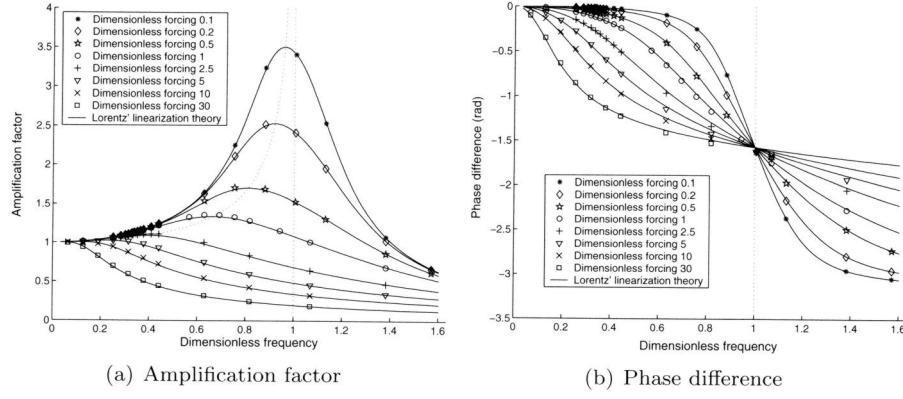 4
3.5
3
2.5
2
1.5
1
0.5
0
0 0.2 0.4 0.6 0.8 1 1.2 1.4 1.6
Amplification factor
Dimensionless frequency
Dimensionless forcing 0.1
Dimensionless forcing 0.2
Dimensionless forcing 0.5
Dimensionless forcing 1
Dimensionless forcing 2.5
Dimensionless forcing 5
Dimensionless forcing 10
Dimensionless forcing 30
Lorentz' linearization theory
(a) Amplification factor
0
−0.5
−1
−1.5
−2
−2.5
−3
−3.5
0 0.2 0.4 0.6 0.8 1 1.2 1.4 1.6
Phase difference (rad)
Dimensionless frequency
Dimensionless forcing 0.1
Dimensionless forcing 0.2
Dimensionless forcing 0.5
Dimensionless forcing 1
Dimensionless forcing 2.5
Dimensionless forcing 5
Dimensionless forcing 10
Dimensionless forcing 30
Lorentz' linearization theory
(b) Phase difference